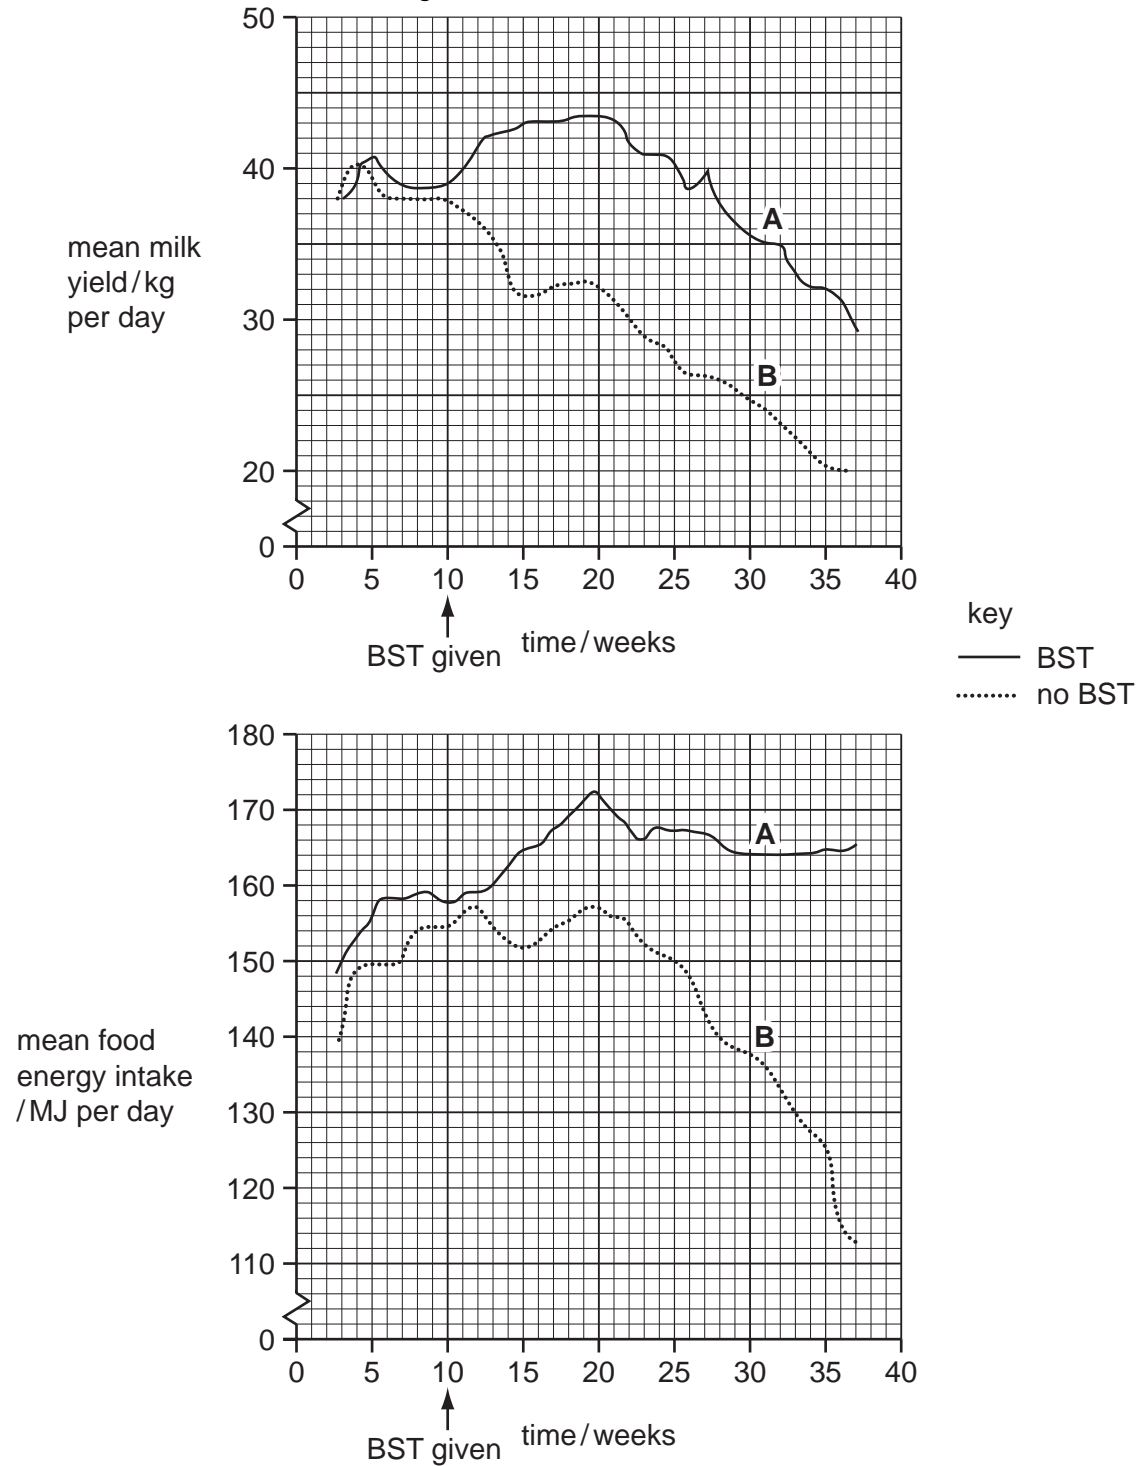 50
40
30
20
0
mean milk
yield / kg
per day
A
B
0 5 10 15 20 25 30 35 40
BST given
time / weeks
key
BST
no BST
180
170
160
150
140
130
120
110
0
mean food
energy intake
/ MJ per day
A
B
0 5 10 15 20 25 30 35 40
BST given
time / weeks